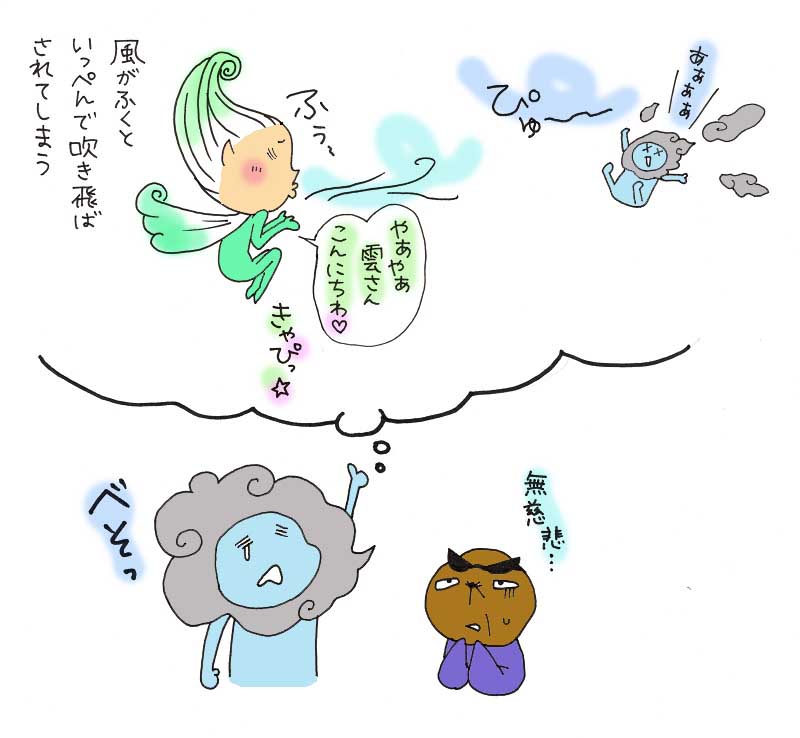 風がふくと
いっぺんで吹き飛ば
されてしまう
ふぅ~
ぴゅー
ああぁぁ
やあやあ
雲さん
こんにちわ♡
きゃぴっ☆
べそっ
無慈悲…